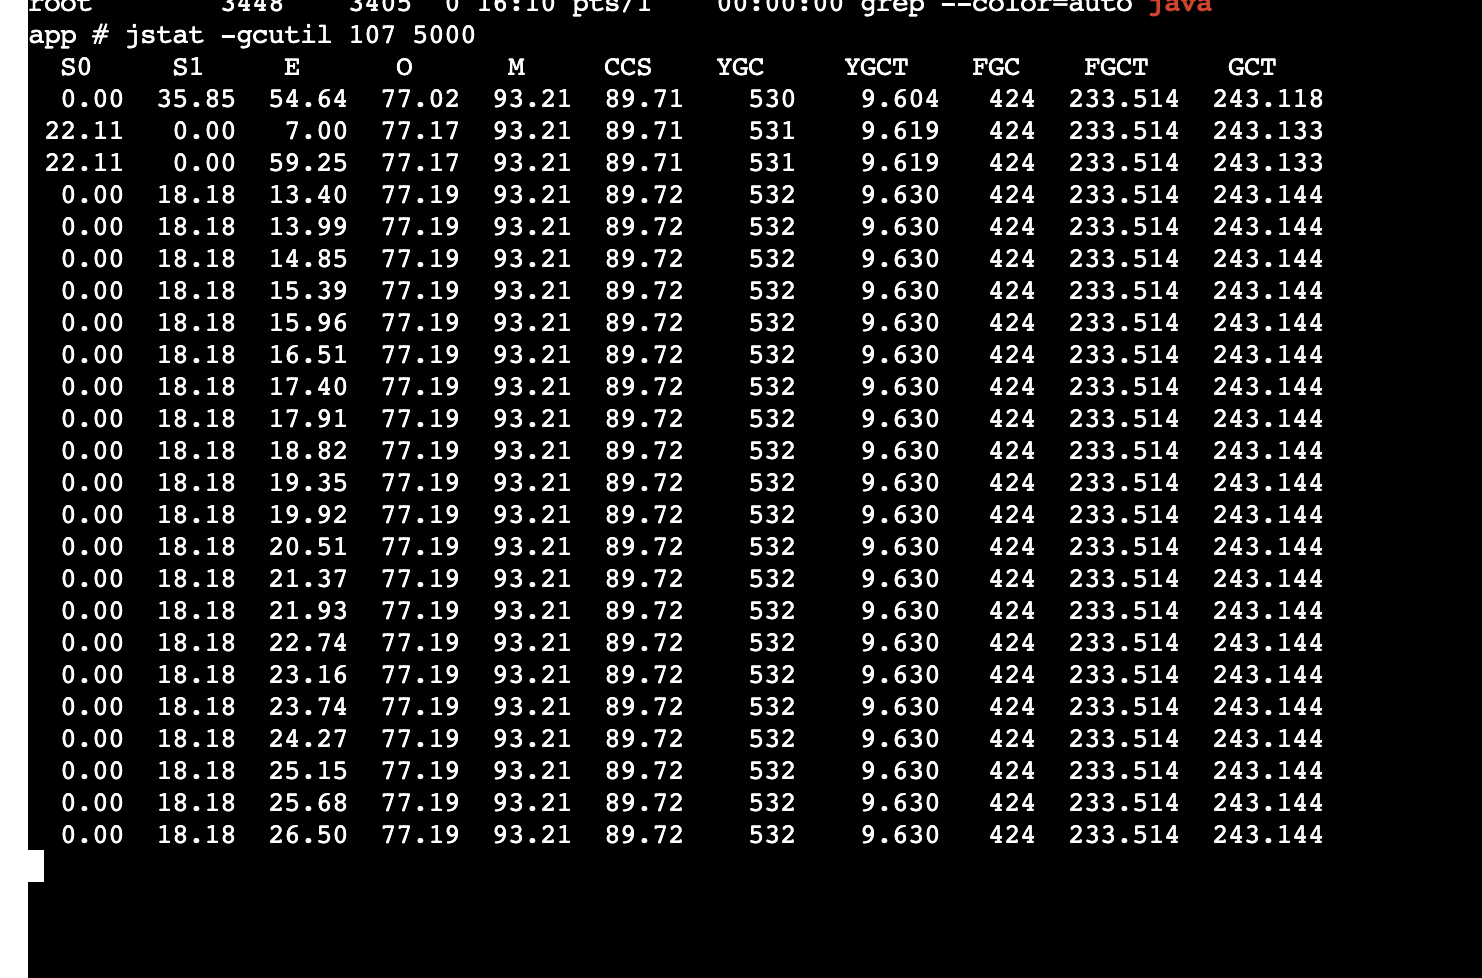 root 3448 3405 0 16:10 pts/1 00:00:00 grep --color=auto java
app # jstat -gcutil 107 5000
S0 S1 E O M CCS YGC YGCT FGC FGCT GCT
0.00 35.85 54.64 77.02 93.21 89.71 530 9.604 424 233.514 243.118
22.11 0.00 7.00 77.17 93.21 89.71 531 9.619 424 233.514 243.133
22.11 0.00 59.25 77.17 93.21 89.71 531 9.619 424 233.514 243.133
0.00 18.18 13.40 77.19 93.21 89.72 532 9.630 424 233.514 243.144
0.00 18.18 13.99 77.19 93.21 89.72 532 9.630 424 233.514 243.144
0.00 18.18 14.85 77.19 93.21 89.72 532 9.630 424 233.514 243.144
0.00 18.18 15.39 77.19 93.21 89.72 532 9.630 424 233.514 243.144
0.00 18.18 15.96 77.19 93.21 89.72 532 9.630 424 233.514 243.144
0.00 18.18 16.51 77.19 93.21 89.72 532 9.630 424 233.514 243.144
0.00 18.18 17.40 77.19 93.21 89.72 532 9.630 424 233.514 243.144
0.00 18.18 17.91 77.19 93.21 89.72 532 9.630 424 233.514 243.144
0.00 18.18 18.82 77.19 93.21 89.72 532 9.630 424 233.514 243.144
0.00 18.18 19.35 77.19 93.21 89.72 532 9.630 424 233.514 243.144
0.00 18.18 19.92 77.19 93.21 89.72 532 9.630 424 233.514 243.144
0.00 18.18 20.51 77.19 93.21 89.72 532 9.630 424 233.514 243.144
0.00 18.18 21.37 77.19 93.21 89.72 532 9.630 424 233.514 243.144
0.00 18.18 21.93 77.19 93.21 89.72 532 9.630 424 233.514 243.144
0.00 18.18 22.74 77.19 93.21 89.72 532 9.630 424 233.514 243.144
0.00 18.18 23.16 77.19 93.21 89.72 532 9.630 424 233.514 243.144
0.00 18.18 23.74 77.19 93.21 89.72 532 9.630 424 233.514 243.144
0.00 18.18 24.27 77.19 93.21 89.72 532 9.630 424 233.514 243.144
0.00 18.18 25.15 77.19 93.21 89.72 532 9.630 424 233.514 243.144
0.00 18.18 25.68 77.19 93.21 89.72 532 9.630 424 233.514 243.144
0.00 18.18 26.50 77.19 93.21 89.72 532 9.630 424 233.514 243.144